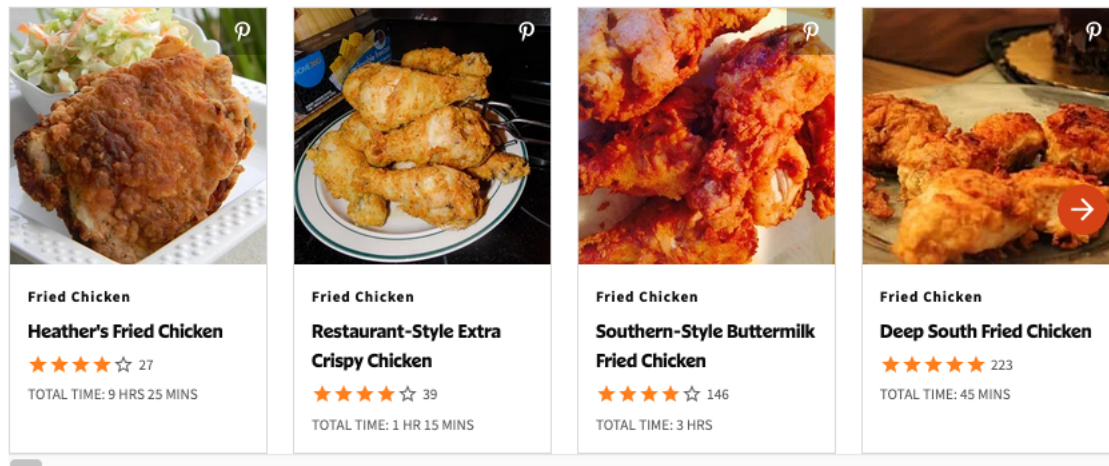 Fried Chicken
Heather's Fried Chicken
27
TOTAL TIME: 9 HRS 25 MINS
Fried Chicken
Restaurant-Style Extra
Crispy Chicken
39
TOTAL TIME: 1 HR 15 MINS
Fried Chicken
Southern-Style Buttermilk
Fried Chicken
146
TOTAL TIME: 3 HRS
Fried Chicken
Deep South Fried Chicken
223
TOTAL TIME: 45 MINS